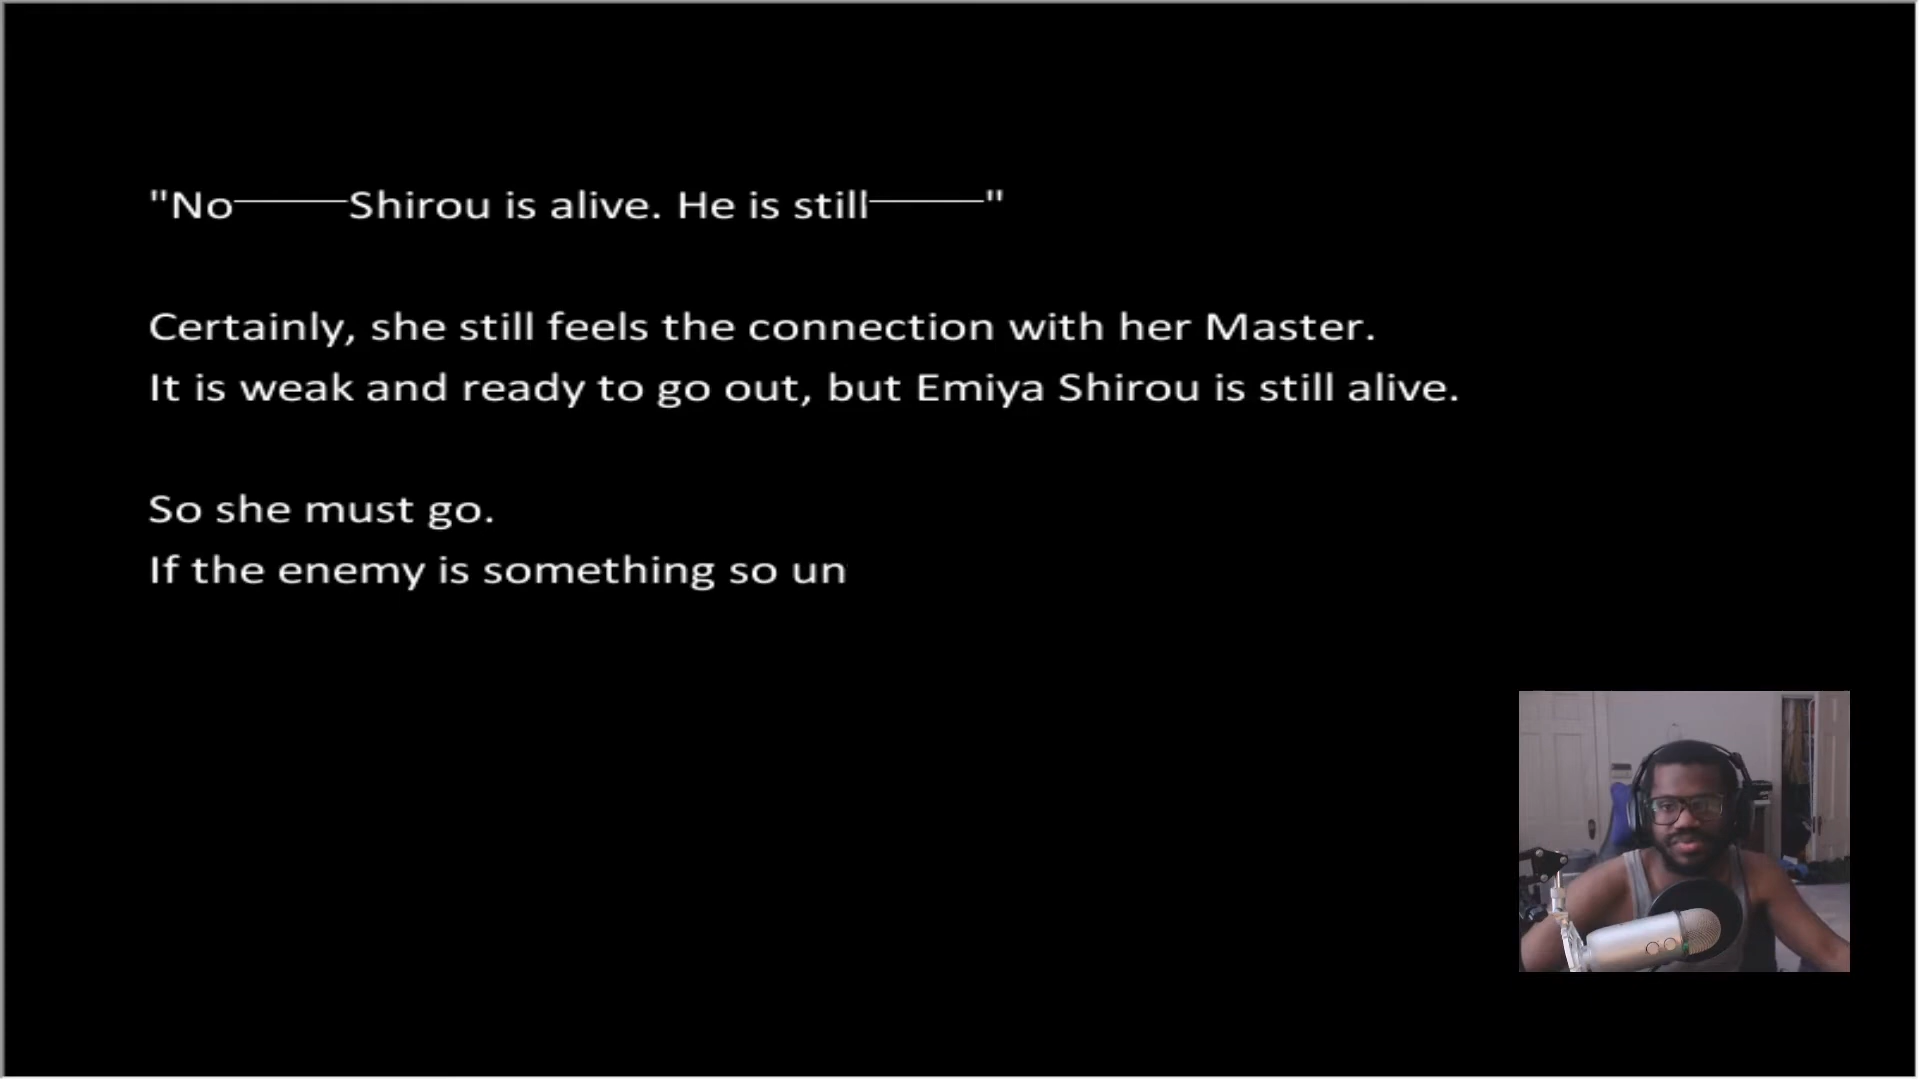 "No―――Shirou is alive. He is still―――"
Certainly, she still feels the connection with her Master.
It is weak and ready to go out, but Emiya Shirou is still alive.
So she must go.
If the enemy is something so un